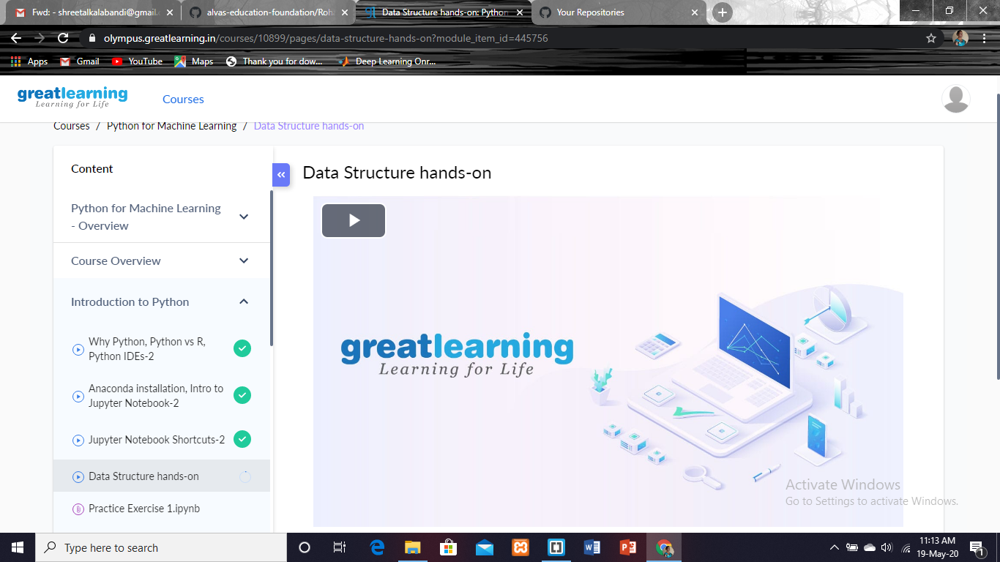 Fwd: - shreetalkalabandi@gmail.c
alvas-education-foundation/Roha
Data Structure hands-on: Python
Your Repositories
olympus.greatlearning.in/courses/10899/pages/data-structure-hands-on?module_item_id=445756
Apps
Gmail
YouTube
Maps
Thank you for dow...
Deep Learning Onr...
greatlearning
Learning for Life
Courses
Courses / Python for Machine Learning / Data Structure hands-on
Content
Python for Machine Learning
- Overview
Course Overview
Introduction to Python
Why Python, Python vs R,
Python IDEs-2
Anaconda installation, Intro to
Jupyter Notebook-2
Jupyter Notebook Shortcuts-2
Data Structure hands-on
Practice Exercise 1.ipynb
Data Structure hands-on
greatlearning
Learning for Life
Activate Windows
Go to Settings to activate Windows.
Type here to search
11:13 AM
19-May-20
1